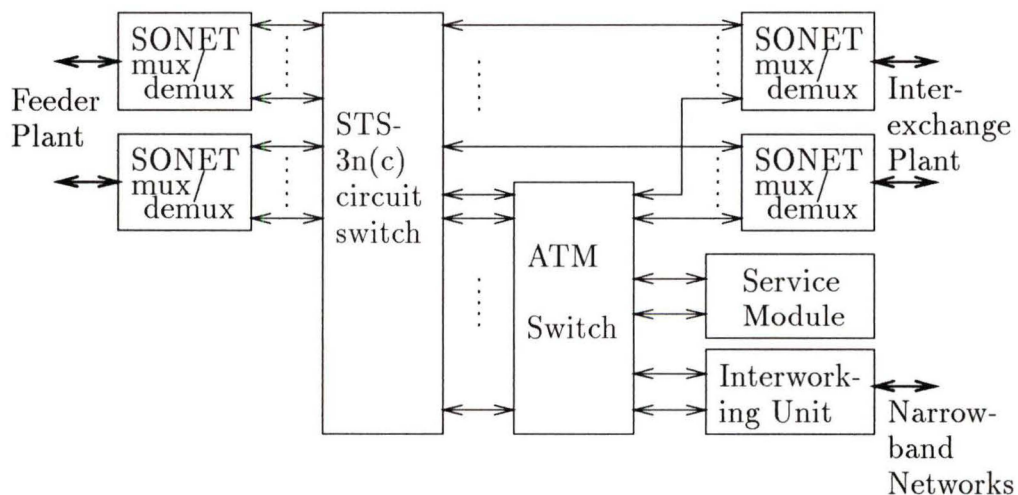 SONET
mux/
demux
Feeder
Plant
SONET
mux/
demux
STS-
3n(c)
circuit
switch
ATM
Switch
SONET
mux/
demux
Inter-
exchange
Plant
SONET
mux/
demux
Service
Module
Interwork-
ing Unit
Narrow-
band
Networks